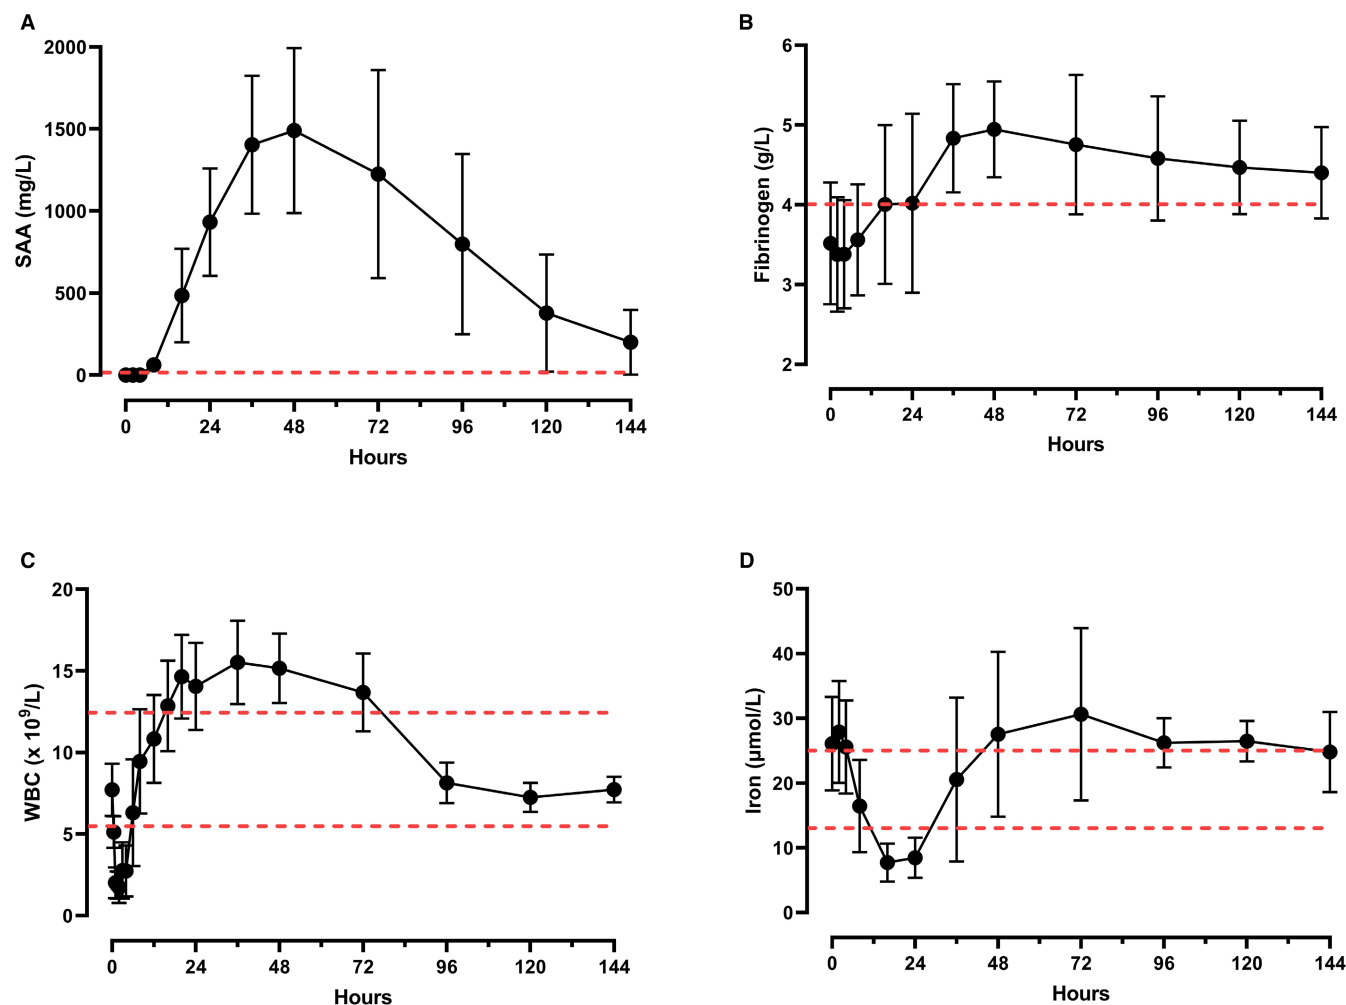 A
SAA (mg/L)
2000
1500
1000
500
0
0 24 48 72 96 120 144
Hours
B
Fibrinogen (g/L)
6
5
4
3
2
0 24 48 72 96 120 144
Hours
C
WBC (x 10⁹/L)
20
15
10
5
0
0 24 48 72 96 120 144
Hours
D
Iron (µmol/L)
50
40
30
20
10
0
0 24 48 72 96 120 144
Hours